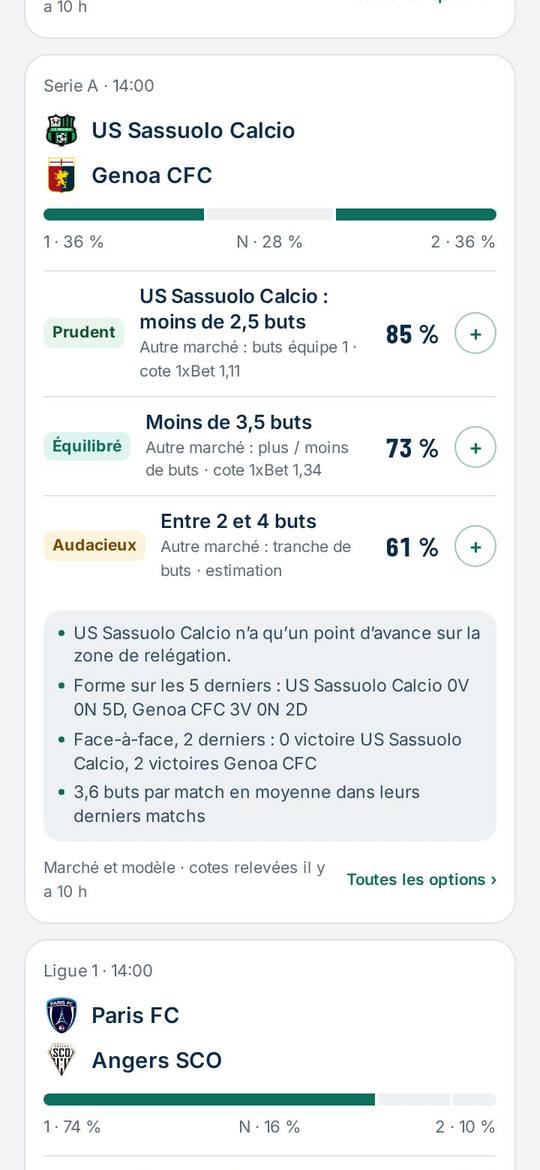 a 10 h
Serie A · 14:00
US Sassuolo Calcio
Genoa CFC
1 · 36 %
N · 28 %
2 · 36 %
Prudent
US Sassuolo Calcio :
moins de 2,5 buts
Autre marché : buts équipe 1 ·
cote 1xBet 1,11
85 %
+
Équilibré
Moins de 3,5 buts
Autre marché : plus / moins
de buts · cote 1xBet 1,34
73 %
+
Audacieux
Entre 2 et 4 buts
Autre marché : tranche de
buts · estimation
61 %
+
• US Sassuolo Calcio n’a qu’un point d’avance sur la
zone de relégation.
• Forme sur les 5 derniers : US Sassuolo Calcio 0V
0N 5D, Genoa CFC 3V 0N 2D
• Face-à-face, 2 derniers : 0 victoire US Sassuolo
Calcio, 2 victoires Genoa CFC
• 3,6 buts par match en moyenne dans leurs
derniers matchs
Marché et modèle · cotes relevées il y
a 10 h
Toutes les options ›
Ligue 1 · 14:00
PARIS FC
Paris FC
SCO
Angers SCO
1 · 74 %
N · 16 %
2 · 10 %